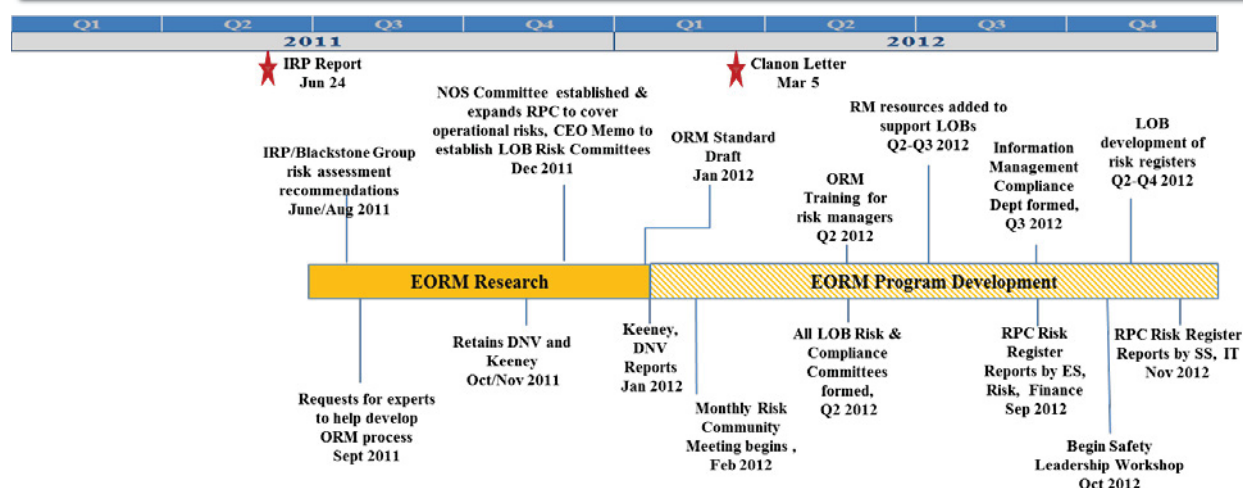 Q1
Q2
Q3
Q4
Q1
Q2
Q3
Q4
2011
2012
IRP Report
Jun 24
Clanon Letter
Mar 5
NOS Committee established &
expands RPC to cover
operational risks, CEO Memo to
establish LOB Risk Committees
Dec 2011
IRP/Blackstone Group
risk assessment
recommendations
June/Aug 2011
ORM Standard
Draft
Jan 2012
ORM
Training for
risk managers
Q2 2012
RM resources added to
support LOBs
Q2-Q3 2012
Information
Management
Compliance
Dept formed,
Q3 2012
LOB
development of
risk registers
Q2-Q4 2012
EORM Research
EORM Program Development
Requests for experts
to help develop
ORM process
Sept 2011
Retains DNV and
Keeney
Oct/Nov 2011
Keeney,
DNV
Reports
Jan 2012
Monthly Risk
Community
Meeting begins ,
Feb 2012
All LOB Risk &
Compliance
Committees
formed,
Q2 2012
RPC Risk
Register
Reports by ES,
Risk, Finance
Sep 2012
Begin Safety
Leadership Workshop
Oct 2012
RPC Risk Register
Reports by SS, IT
Nov 2012